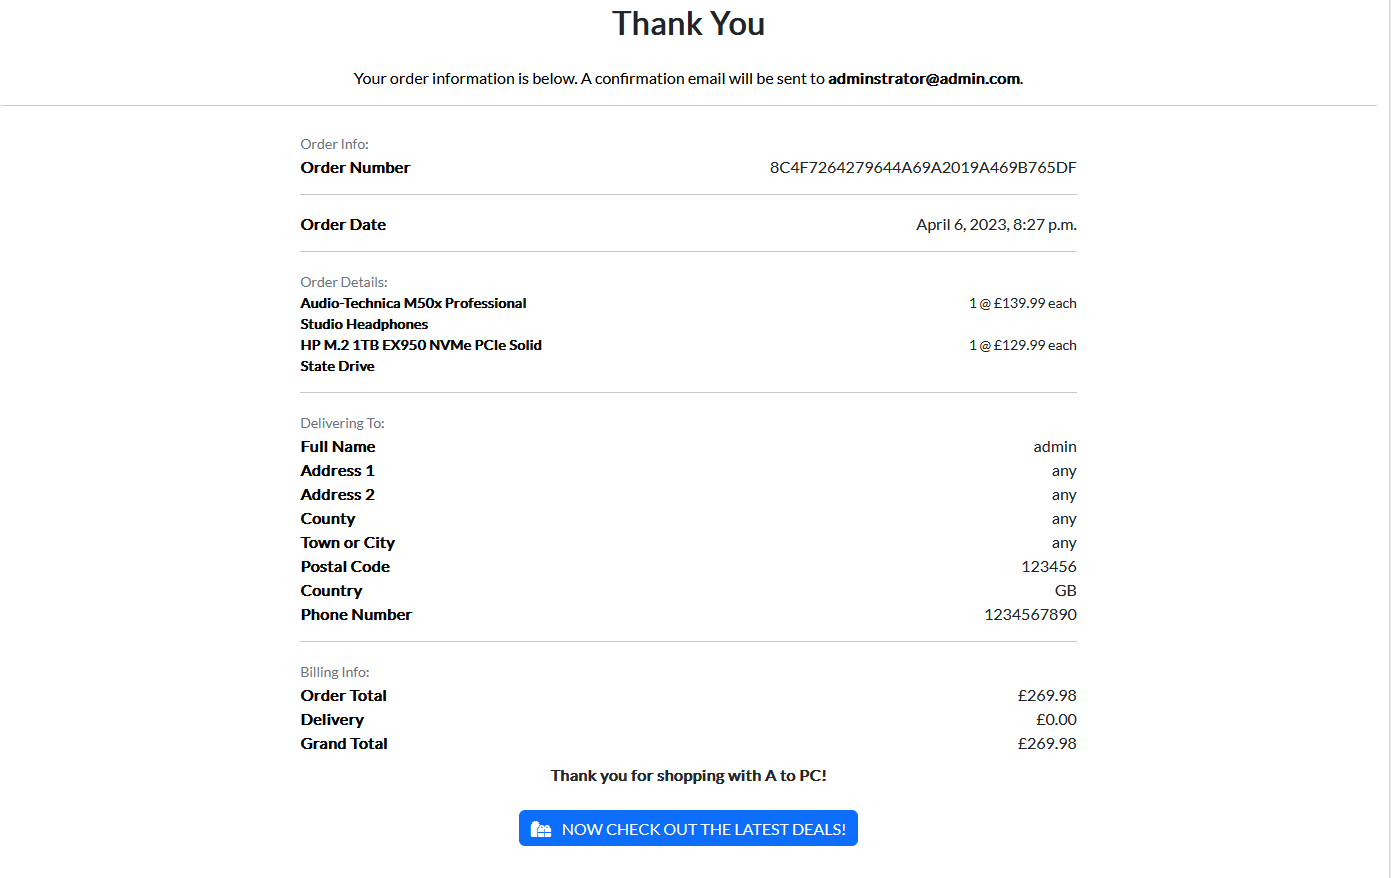 Thank You
Your order information is below. A confirmation email will be sent to adminstrator@admin.com.
Order Info:
Order Number 8C4F7264279644A69A2019A469B765DF
Order Date April 6, 2023, 8:27 p.m.
Order Details:
Audio-Technica M50x Professional 1 @ £139.99 each
Studio Headphones
HP M.2 1TB EX950 NVMe PCIe Solid 1 @ £129.99 each
State Drive
Delivering To:
Full Name admin
Address 1 any
Address 2 any
County any
Town or City any
Postal Code 123456
Country GB
Phone Number 1234567890
Billing Info:
Order Total £269.98
Delivery £0.00
Grand Total £269.98
Thank you for shopping with A to PC!
NOW CHECK OUT THE LATEST DEALS!